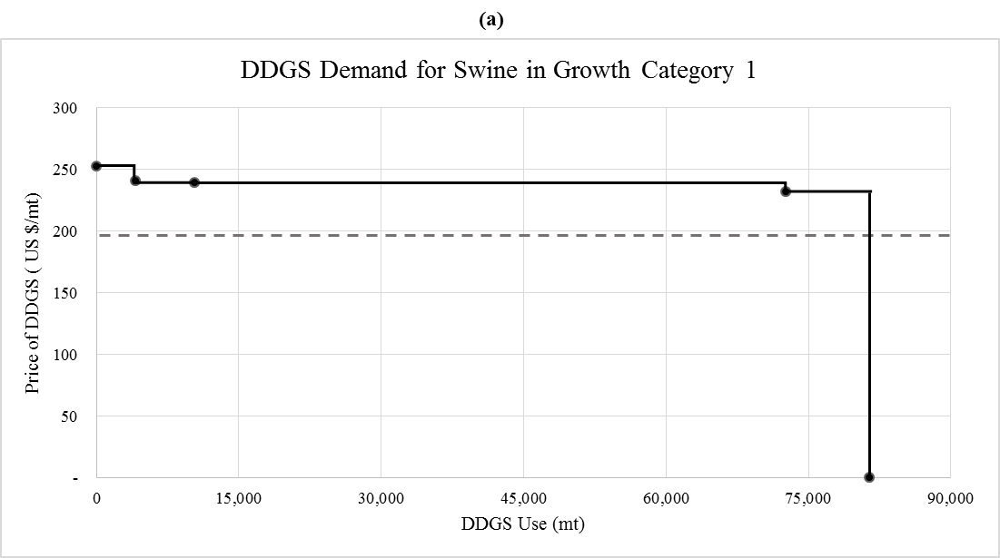 (a)
DDGS Demand for Swine in Growth Category 1
300
250
200
150
100
50
-
Price of DDGS ( US $/mt)
0 15,000 30,000 45,000 60,000 75,000 90,000
DDGS Use (mt)